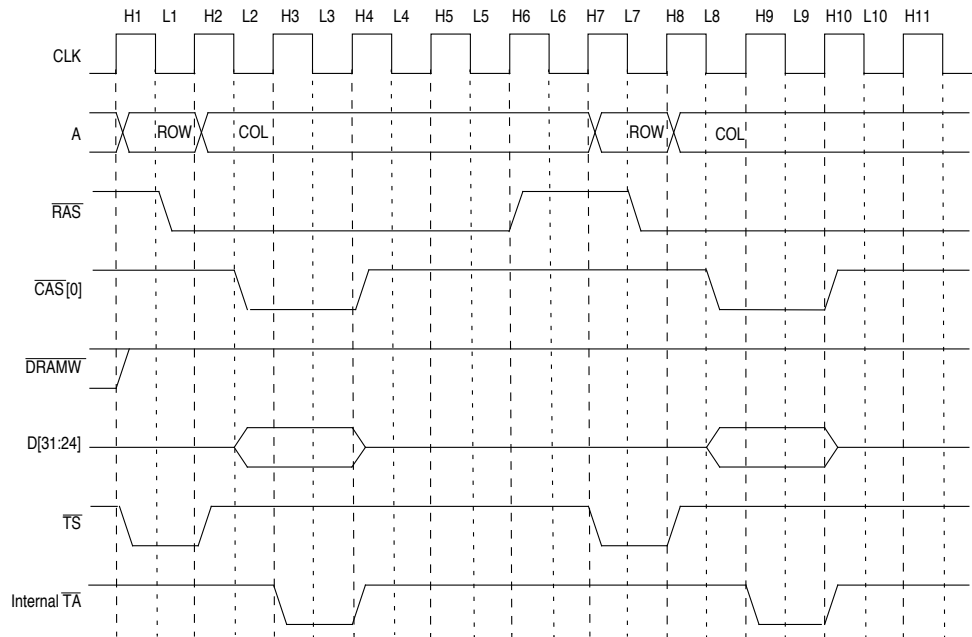 H1 L1 H2 L2 H3 L3 H4 L4 H5 L5 H6 L6 H7 L7 H8 L8 H9 L9 H10 L10 H11
CLK
A ROW COL ROW COL
RAS
CAS[0]
DRAMW
D[31:24]
TS
Internal TA